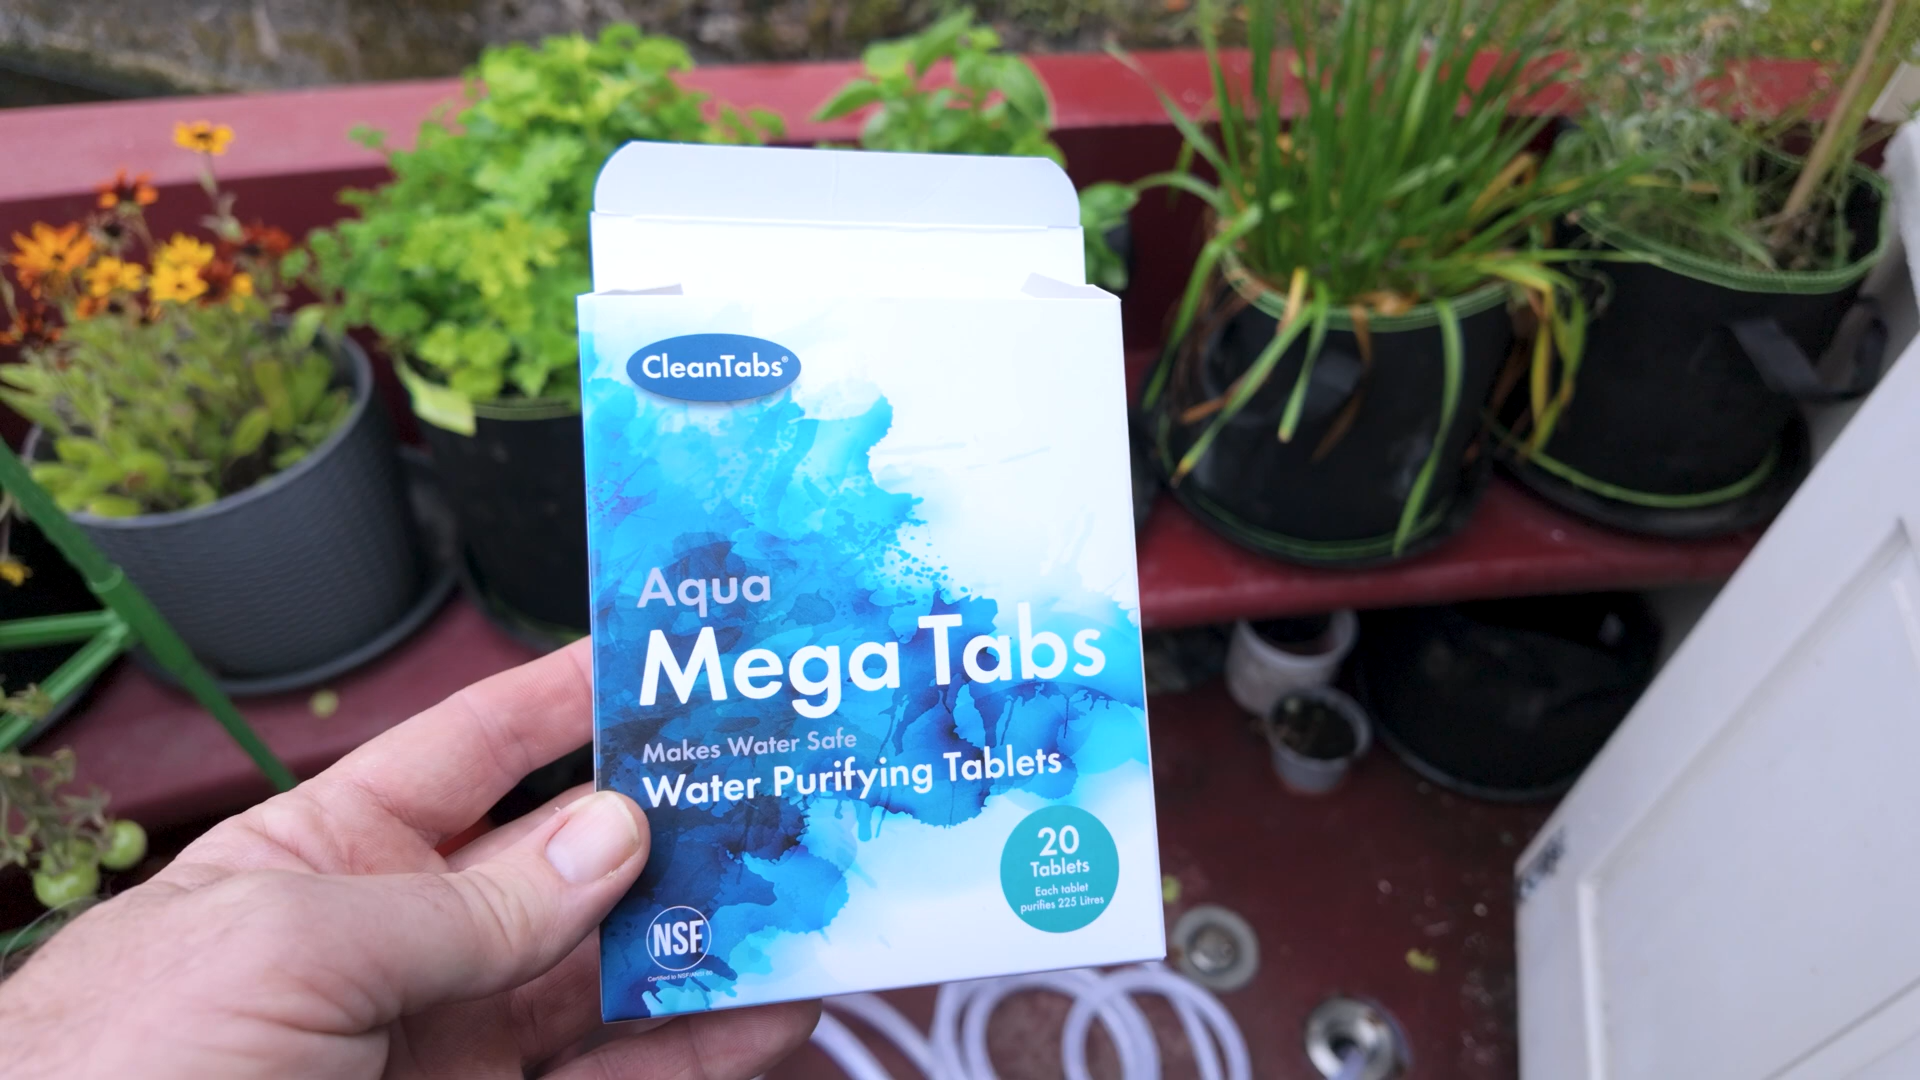 CleanTabs®
Aqua
Mega Tabs
Makes Water Safe
Water Purifying Tablets
20
Tablets
Each tablet
purifies 225 Litres
NSF